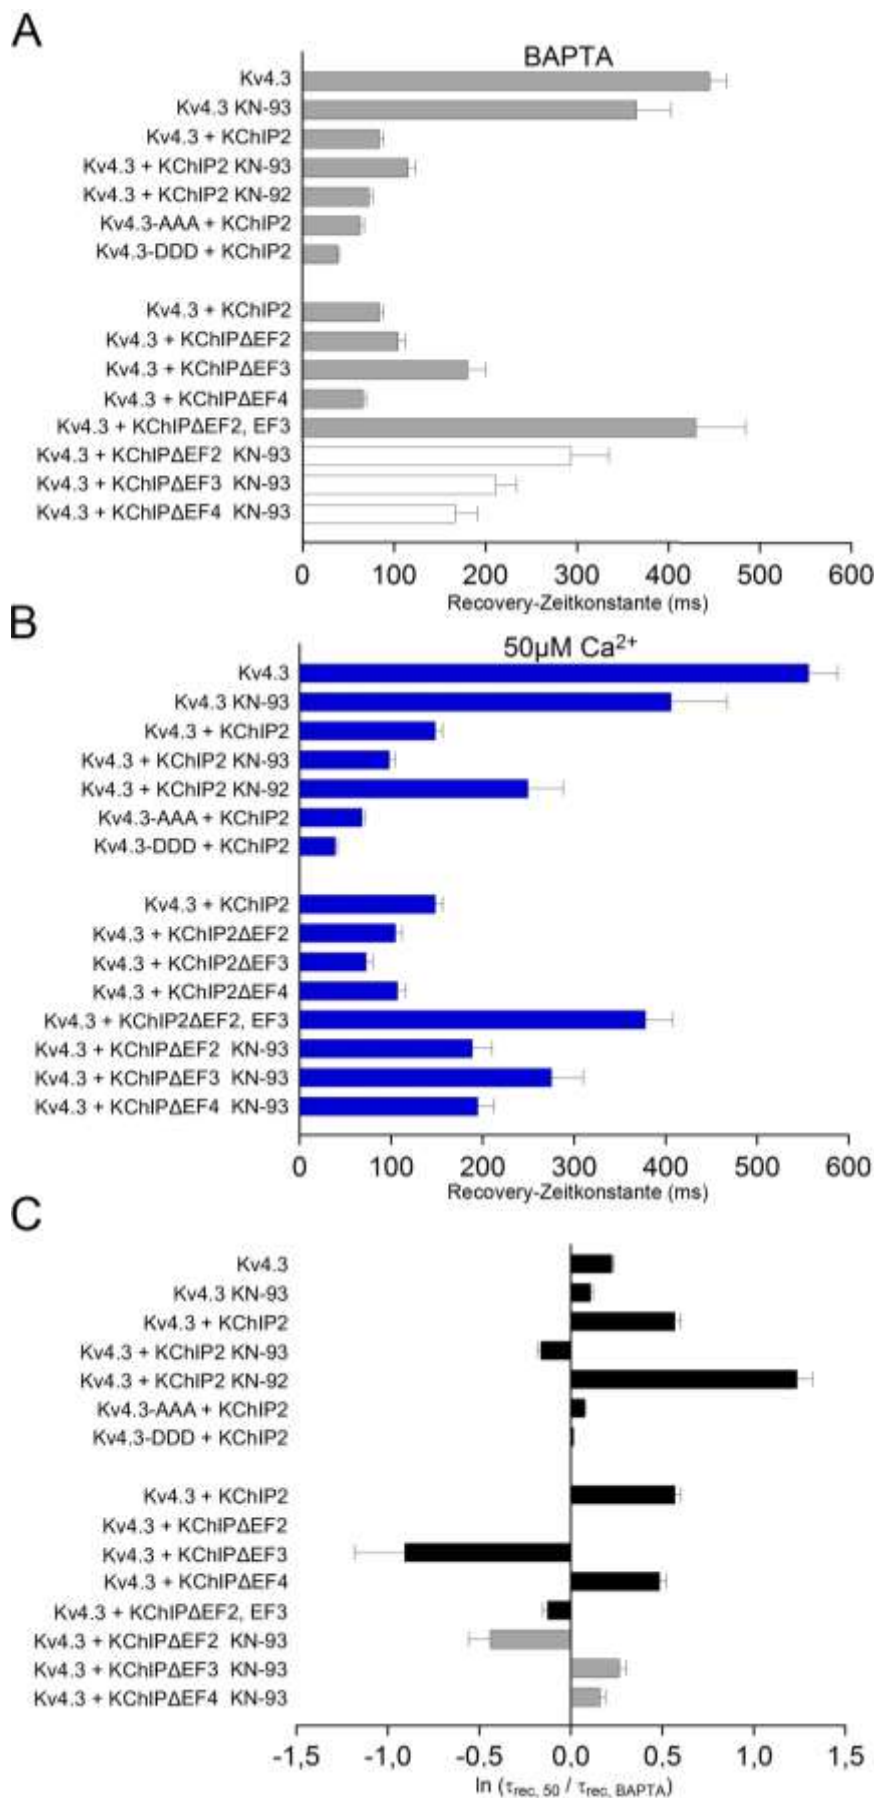 A
BAPTA
Kv4.3
Kv4.3 KN-93
Kv4.3 + KChIP2
Kv4.3 + KChIP2 KN-93
Kv4.3 + KChIP2 KN-92
Kv4.3-AAA + KChIP2
Kv4.3-DDD + KChIP2
Kv4.3 + KChIP2
Kv4.3 + KChIPΔEF2
Kv4.3 + KChIPΔEF3
Kv4.3 + KChIPΔEF4
Kv4.3 + KChIPΔEF2, EF3
Kv4.3 + KChIPΔEF2 KN-93
Kv4.3 + KChIPΔEF3 KN-93
Kv4.3 + KChIPΔEF4 KN-93
0 100 200 300 400 500 600
Recovery-Zeitkonstante (ms)
B
50µM Ca²⁺
Kv4.3
Kv4.3 KN-93
Kv4.3 + KChIP2
Kv4.3 + KChIP2 KN-93
Kv4.3 + KChIP2 KN-92
Kv4.3-AAA + KChIP2
Kv4.3-DDD + KChIP2
Kv4.3 + KChIP2
Kv4.3 + KChIP2ΔEF2
Kv4.3 + KChIP2ΔEF3
Kv4.3 + KChIP2ΔEF4
Kv4.3 + KChIP2ΔEF2, EF3
Kv4.3 + KChIPΔEF2 KN-93
Kv4.3 + KChIPΔEF3 KN-93
Kv4.3 + KChIPΔEF4 KN-93
0 100 200 300 400 500 600
Recovery-Zeitkonstante (ms)
C
Kv4.3
Kv4.3 KN-93
Kv4.3 + KChIP2
Kv4.3 + KChIP2 KN-93
Kv4.3 + KChIP2 KN-92
Kv4.3-AAA + KChIP2
Kv4.3-DDD + KChIP2
Kv4.3 + KChIP2
Kv4.3 + KChIPΔEF2
Kv4.3 + KChIPΔEF3
Kv4.3 + KChIPΔEF4
Kv4.3 + KChIPΔEF2, EF3
Kv4.3 + KChIPΔEF2 KN-93
Kv4.3 + KChIPΔEF3 KN-93
Kv4.3 + KChIPΔEF4 KN-93
-1,5 -1,0 -0,5 0,0 0,5 1,0 1,5
ln (τrec, 50 / τrec, BAPTA)